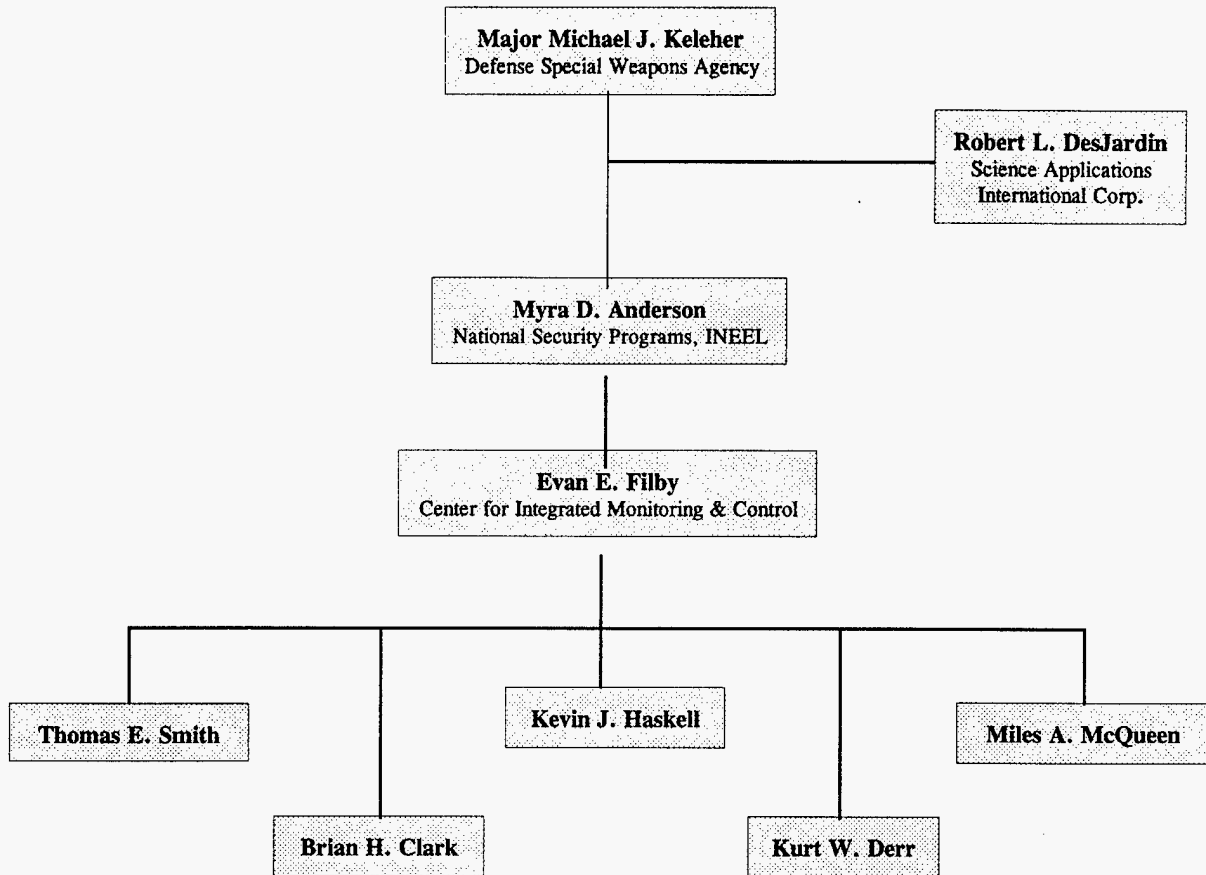 Major Michael J. Keleher
Defense Special Weapons Agency
Robert L. DesJardin
Science Applications
International Corp.
Myra D. Anderson
National Security Programs, INEEL
Evan E. Filby
Center for Integrated Monitoring & Control
Thomas E. Smith
Kevin J. Haskell
Miles A. McQueen
Brian H. Clark
Kurt W. Derr